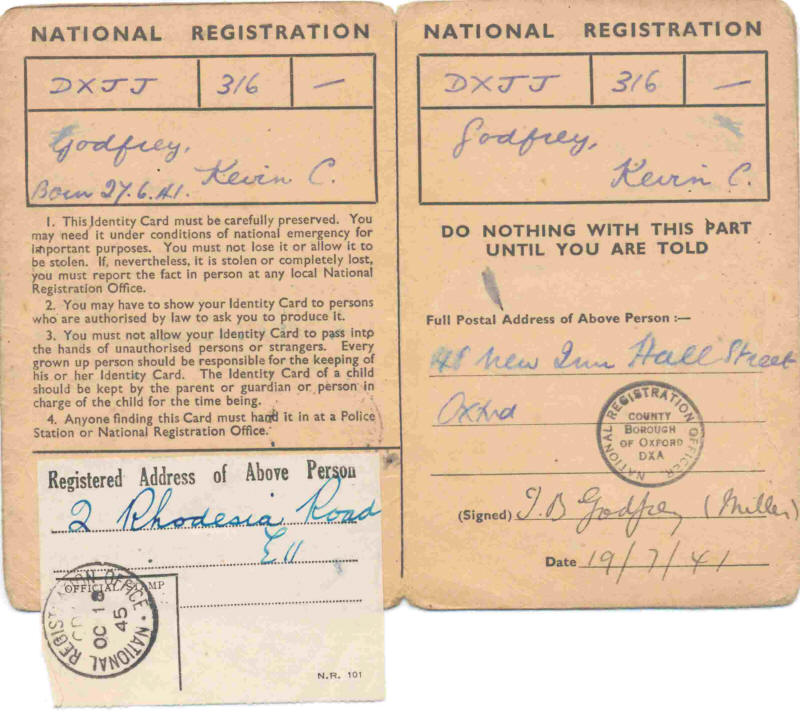 NATIONAL REGISTRATION
DXJJ 316 —
Godfrey,
Kevin C.
Born 27.6.41.
1. This Identity Card must be carefully preserved. You
may need it under conditions of national emergency for
important purposes. You must not lose it or allow it to
be stolen. If, nevertheless, it is stolen or completely lost,
you must report the fact in person at any local National
Registration Office.
2. You may have to show your Identity Card to persons
who are authorised by law to ask you to produce it.
3. You must not allow your Identity Card to pass into
the hands of unauthorised persons or strangers. Every
grown up person should be responsible for the keeping of
his or her Identity Card. The Identity Card of a child
should be kept by the parent or guardian or person in
charge of the child for the time being.
4. Anyone finding this Card must hand it in at a Police
Station or National Registration Office.
Registered Address of Above Person
2 Rhodesia Road
E11
OFFICIAL STAMP
NATIONAL REGISTRATION OFFICE
OC 18
45
N.R. 101
NATIONAL REGISTRATION
DXJJ 316 —
Godfrey,
Kevin C.
DO NOTHING WITH THIS PART
UNTIL YOU ARE TOLD
Full Postal Address of Above Person :—
48 New Inn Hall Street
Oxford
NATIONAL REGISTRATION OFFICER
COUNTY
BOROUGH
OF OXFORD
DXA
(Signed) J.B Godfrey (Mother)
Date 19/7/41